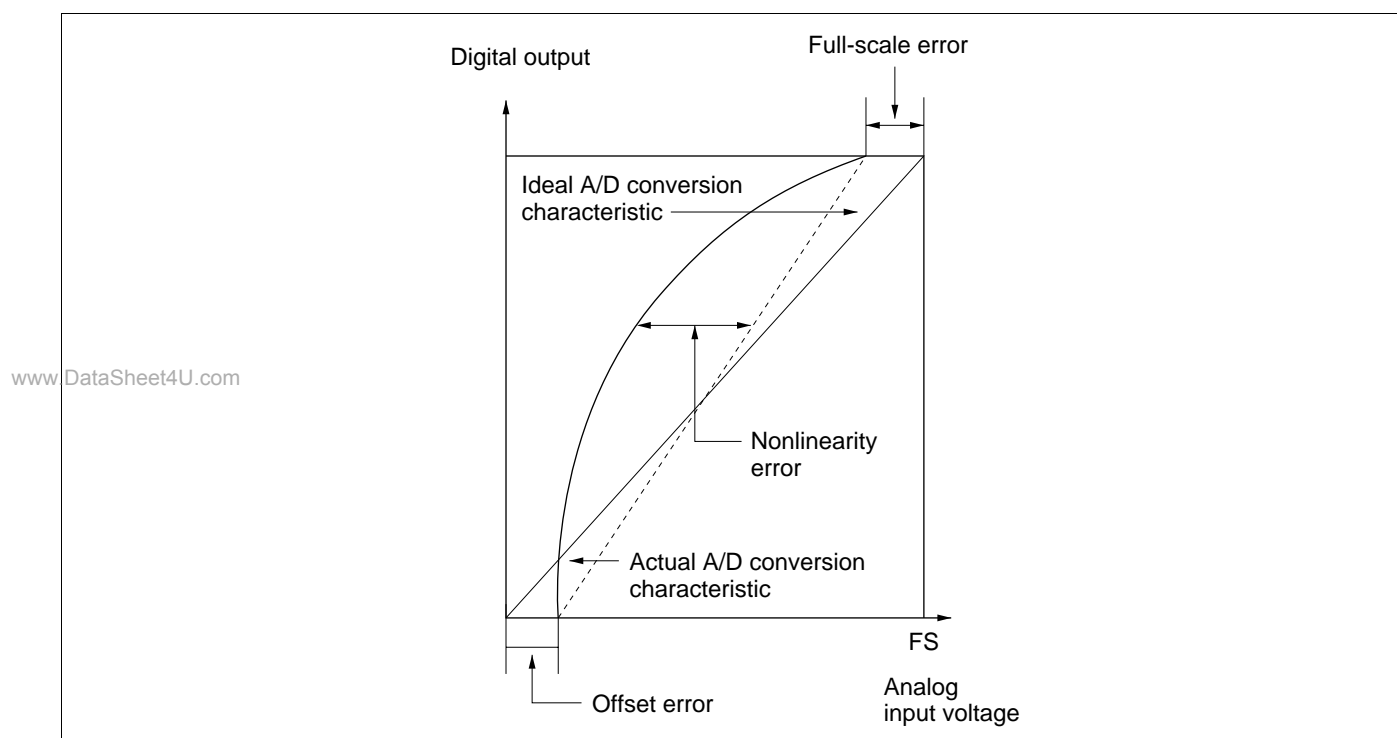 Full-scale error
Digital output
Ideal A/D conversion
characteristic
www.DataSheet4U.com
Nonlinearity
error
Actual A/D conversion
characteristic
FS
Offset error
Analog
input voltage